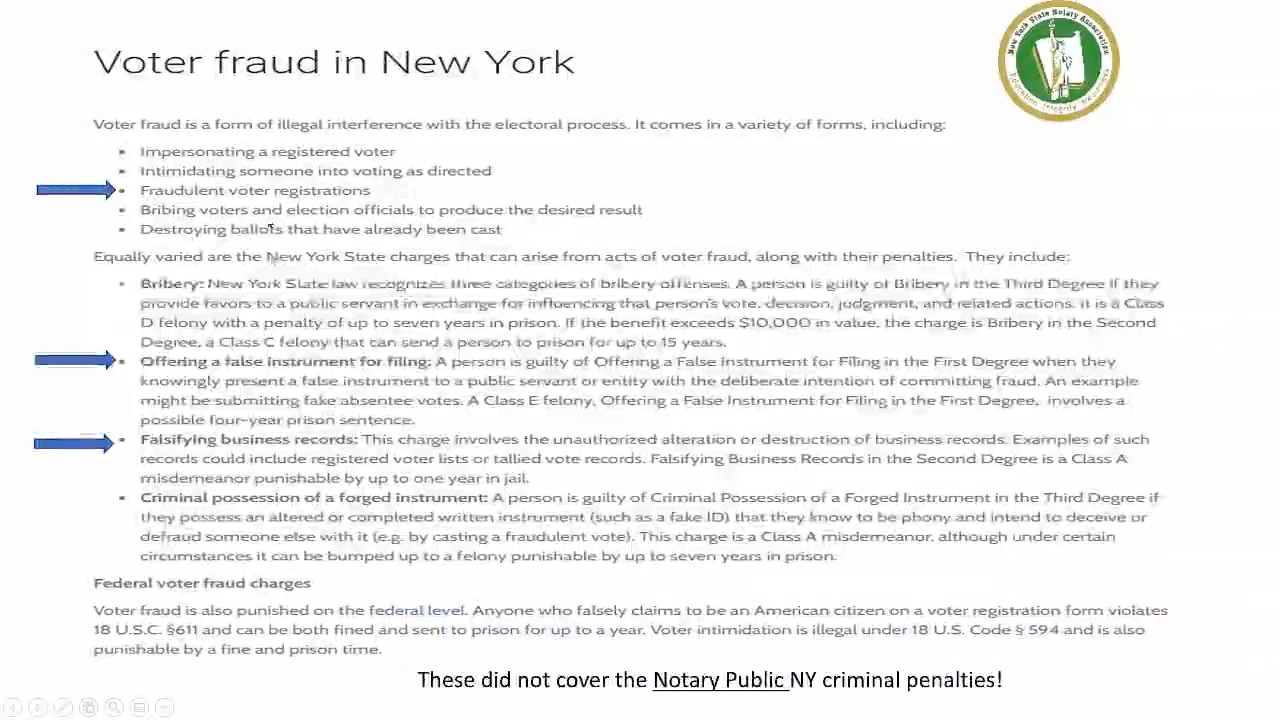 New York State Notary Association
Education Integrity
Voter fraud in New York
Voter fraud is a form of illegal interference with the electoral process. It comes in a variety of forms, including:
• Impersonating a registered voter
• Intimidating someone into voting as directed
• Fraudulent voter registrations
• Bribing voters and election officials to produce the desired result
• Destroying ballots that have already been cast
Equally varied are the New York State charges that can arise from acts of voter fraud, along with their penalties. They include:
• Bribery: New York State law recognizes three categories of bribery offenses. A person is guilty of Bribery in the Third Degree if they
provide favors to a public servant in exchange for influencing that person's vote, decision, judgment, and related actions. It is a Class
D felony with a penalty of up to seven years in prison. If the benefit exceeds $10,000 in value, the charge is Bribery in the Second
Degree, a Class C felony that can send a person to prison for up to 15 years.
• Offering a false instrument for filing: A person is guilty of Offering a False Instrument for Filing in the First Degree when they
knowingly present a false instrument to a public servant or entity with the deliberate intention of committing fraud. An example
might be submitting fake absentee votes. A Class E felony, Offering a False Instrument for Filing in the First Degree, involves a
possible four-year prison sentence.
• Falsifying business records: This charge involves the unauthorized alteration or destruction of business records. Examples of such
records could include registered voter lists or tallied vote records. Falsifying Business Records in the Second Degree is a Class A
misdemeanor punishable by up to one year in jail.
• Criminal possession of a forged instrument: A person is guilty of Criminal Possession of a Forged Instrument in the Third Degree if
they possess an altered or completed written instrument (such as a fake ID) that they know to be phony and intend to deceive or
defraud someone else with it (e.g. by casting a fraudulent vote). This charge is a Class A misdemeanor, although under certain
circumstances it can be bumped up to a felony punishable by up to seven years in prison.
Federal voter fraud charges
Voter fraud is also punished on the federal level. Anyone who falsely claims to be an American citizen on a voter registration form violates
18 U.S.C. §611 and can be both fined and sent to prison for up to a year. Voter intimidation is illegal under 18 U.S. Code § 594 and is also
punishable by a fine and prison time.
These did not cover the Notary Public NY criminal penalties!